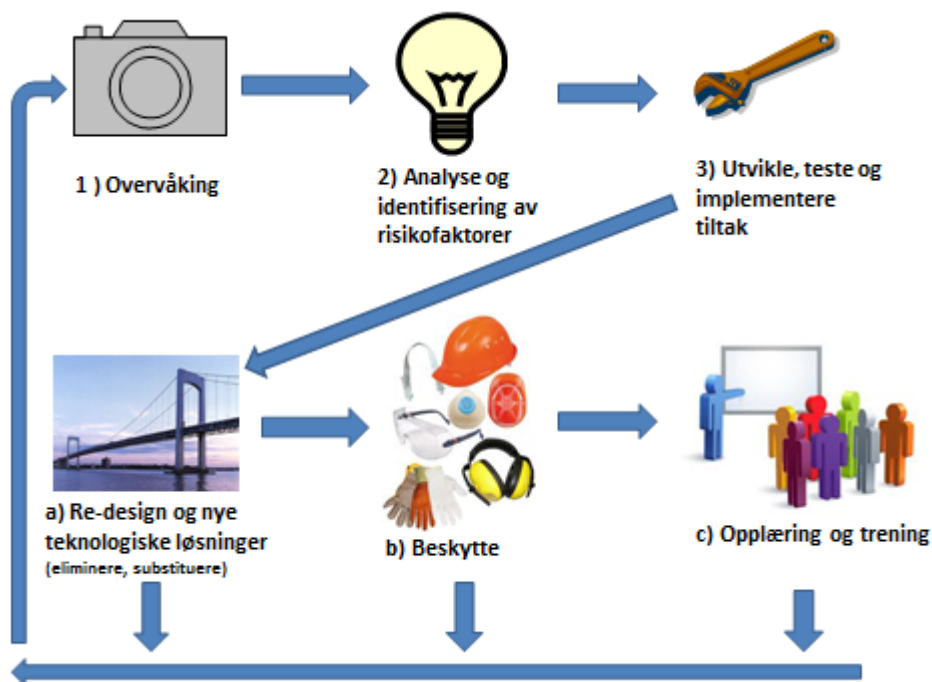 1 ) Overvåking
2) Analyse og
identifisering av
risikofaktorer
3) Utvikle, teste og
implementere
tiltak
a) Re-design og nye
teknologiske løsninger
(eliminere, substituere)
b) Beskytte
c) Opplæring og trening